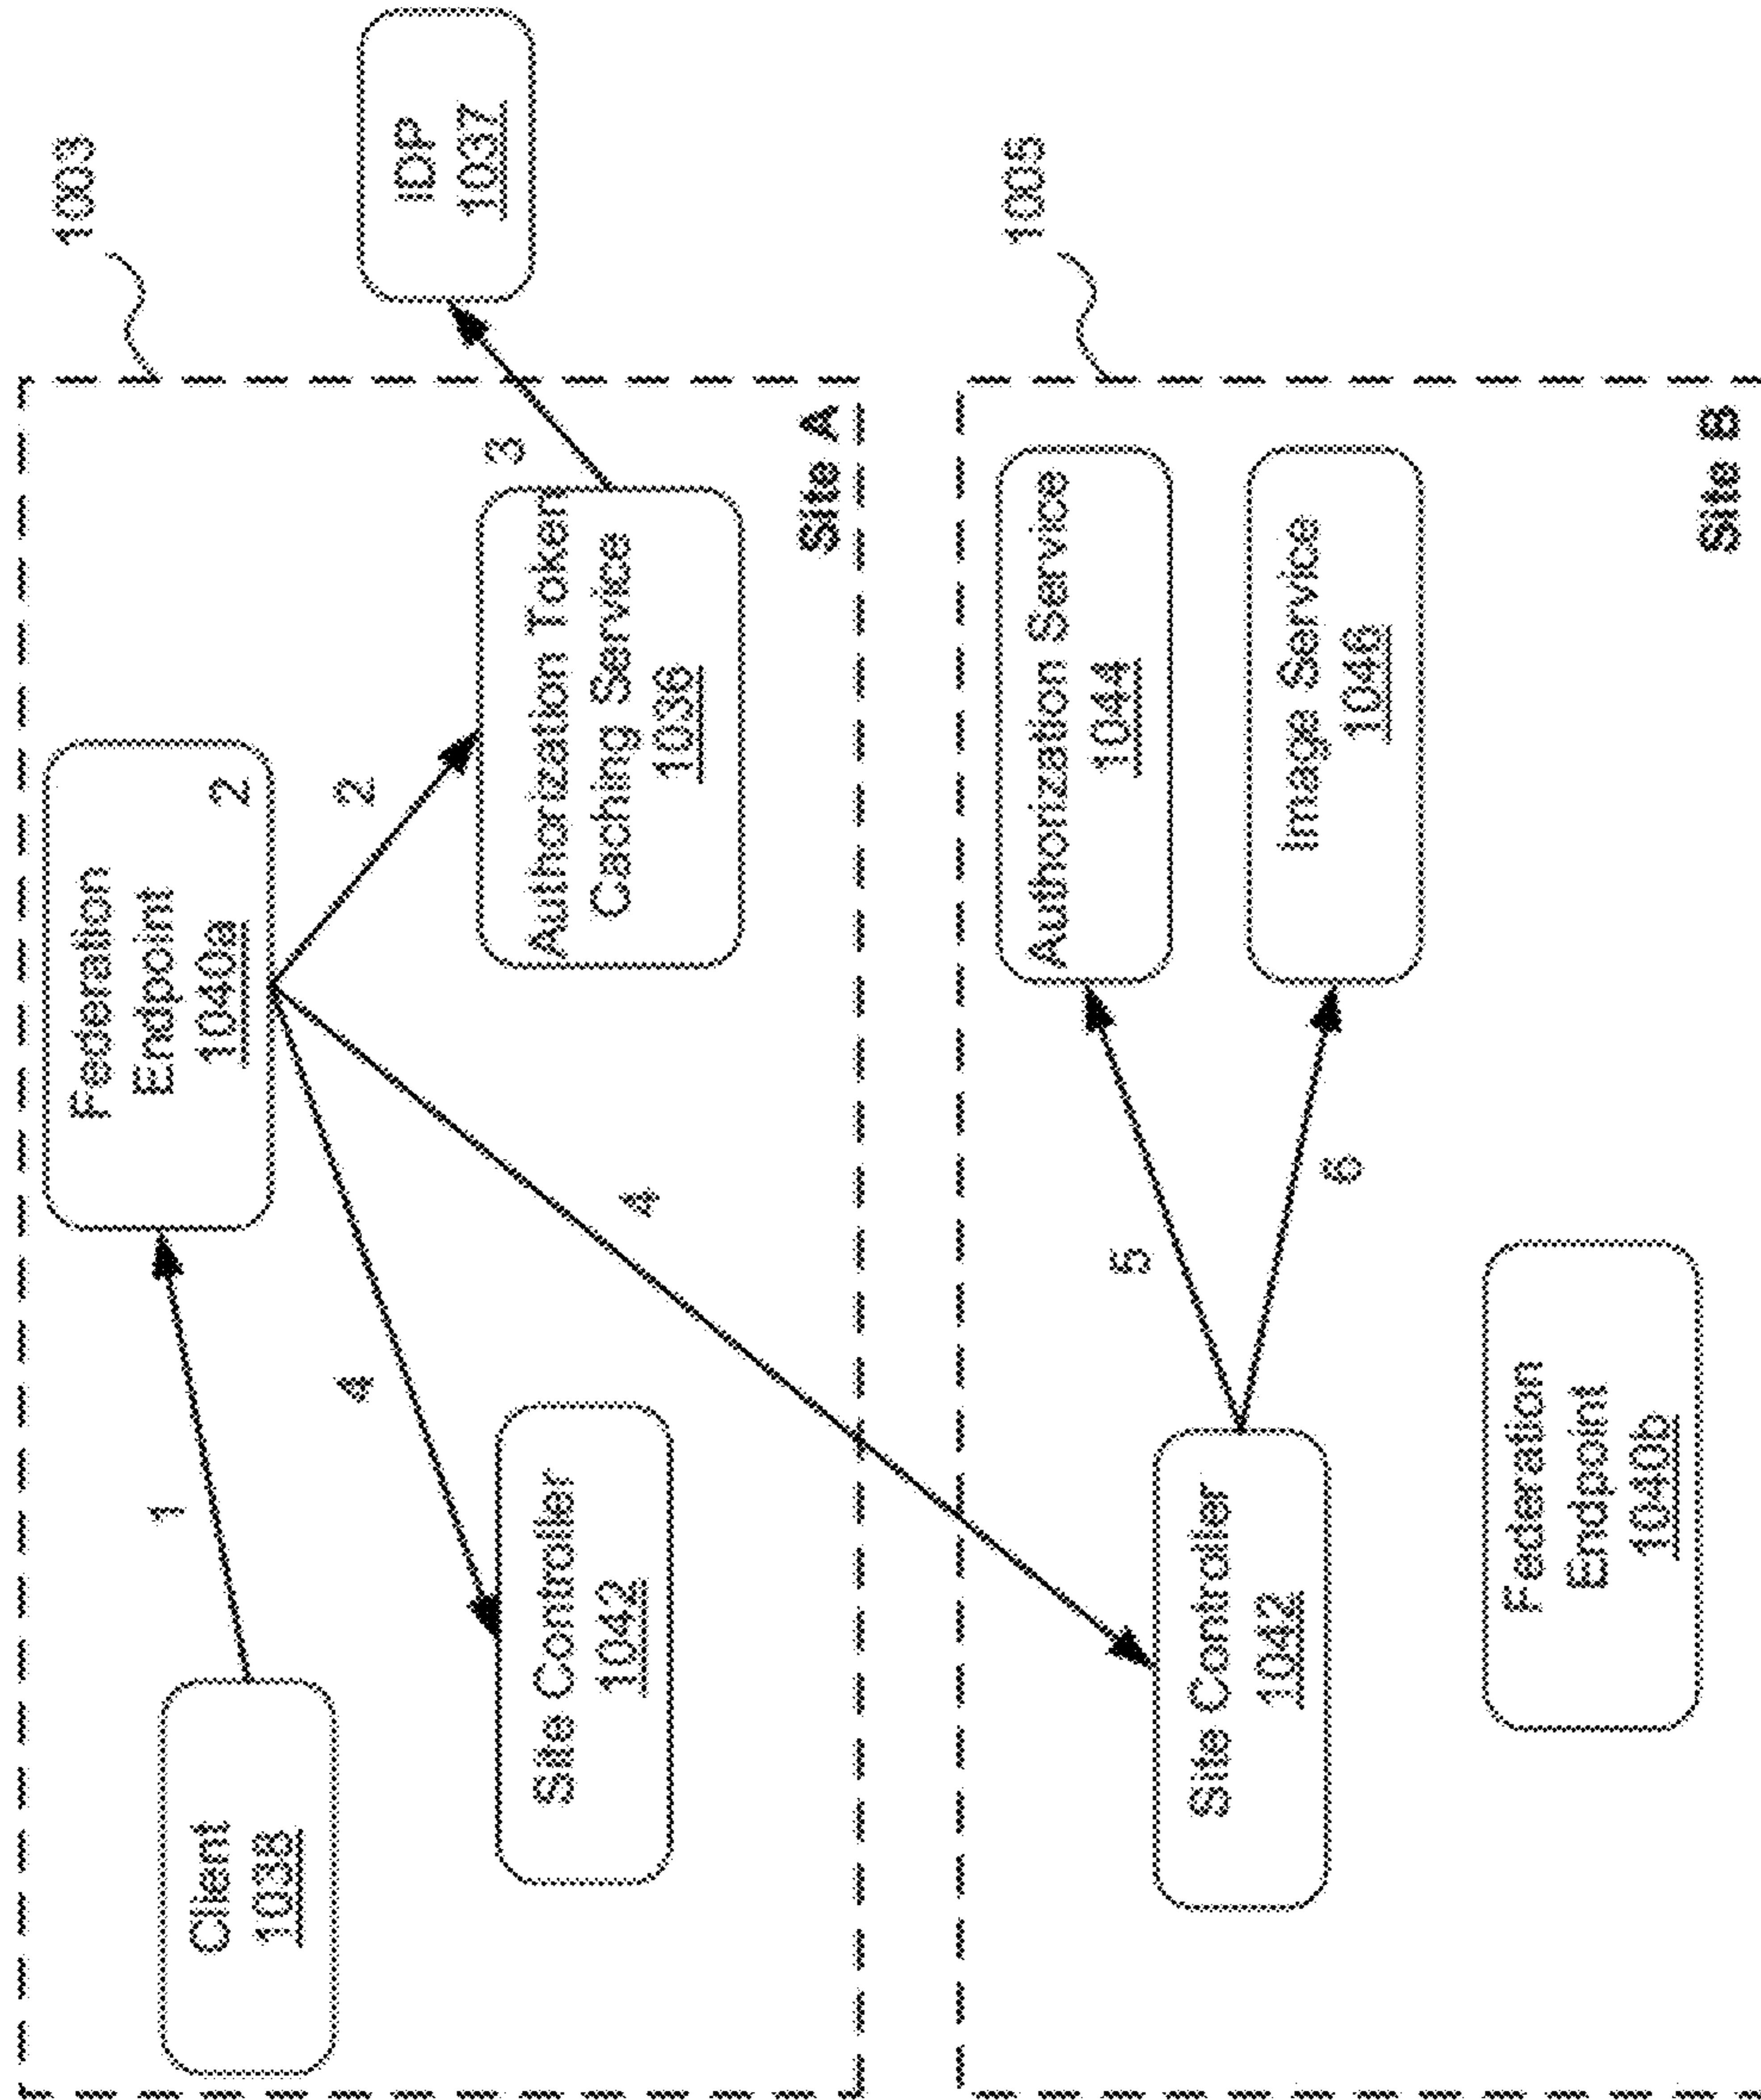 1003
Federation
Endpoint
1040a
2
1
Client
1038
2
3
IDP
1037
4
Authorization Token
Caching Service
1036
Site Controller
1042
4
Site A
1005
Authorization Service
1044
5
Site Controller
1042
6
Image Service
1046
Federation
Endpoint
1040b
Site B